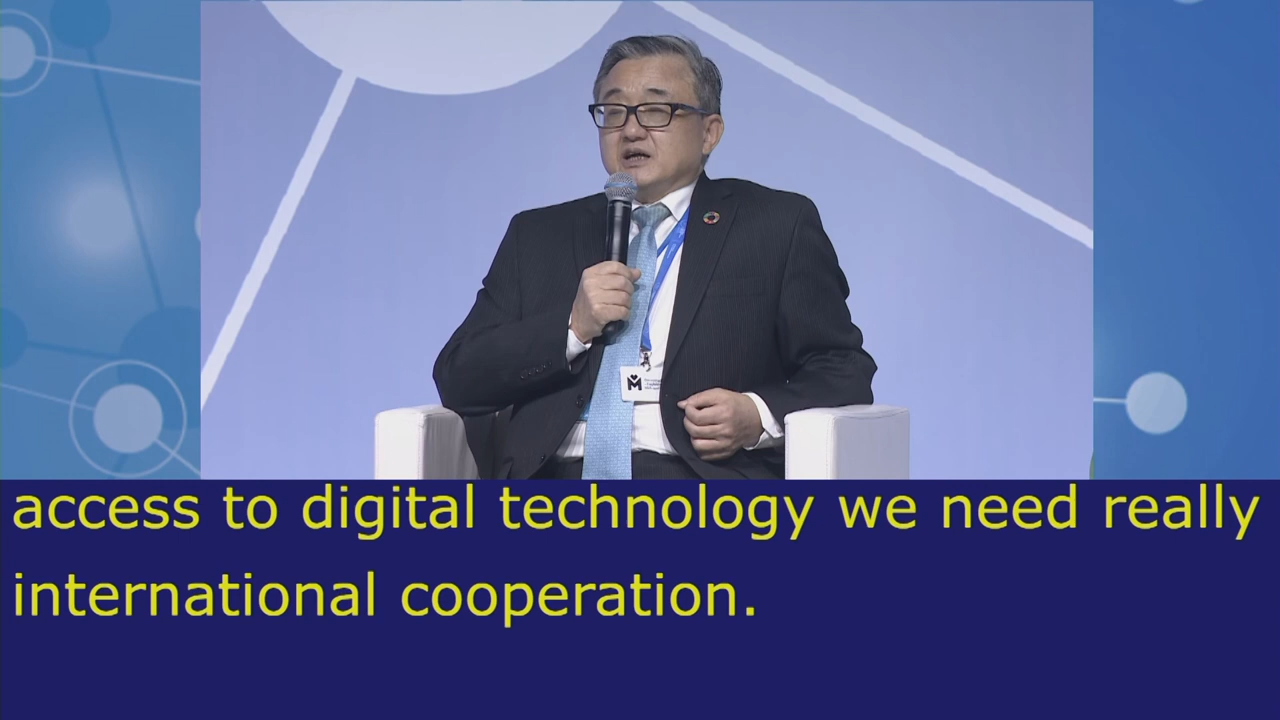 M
access to digital technology we need really
international cooperation.